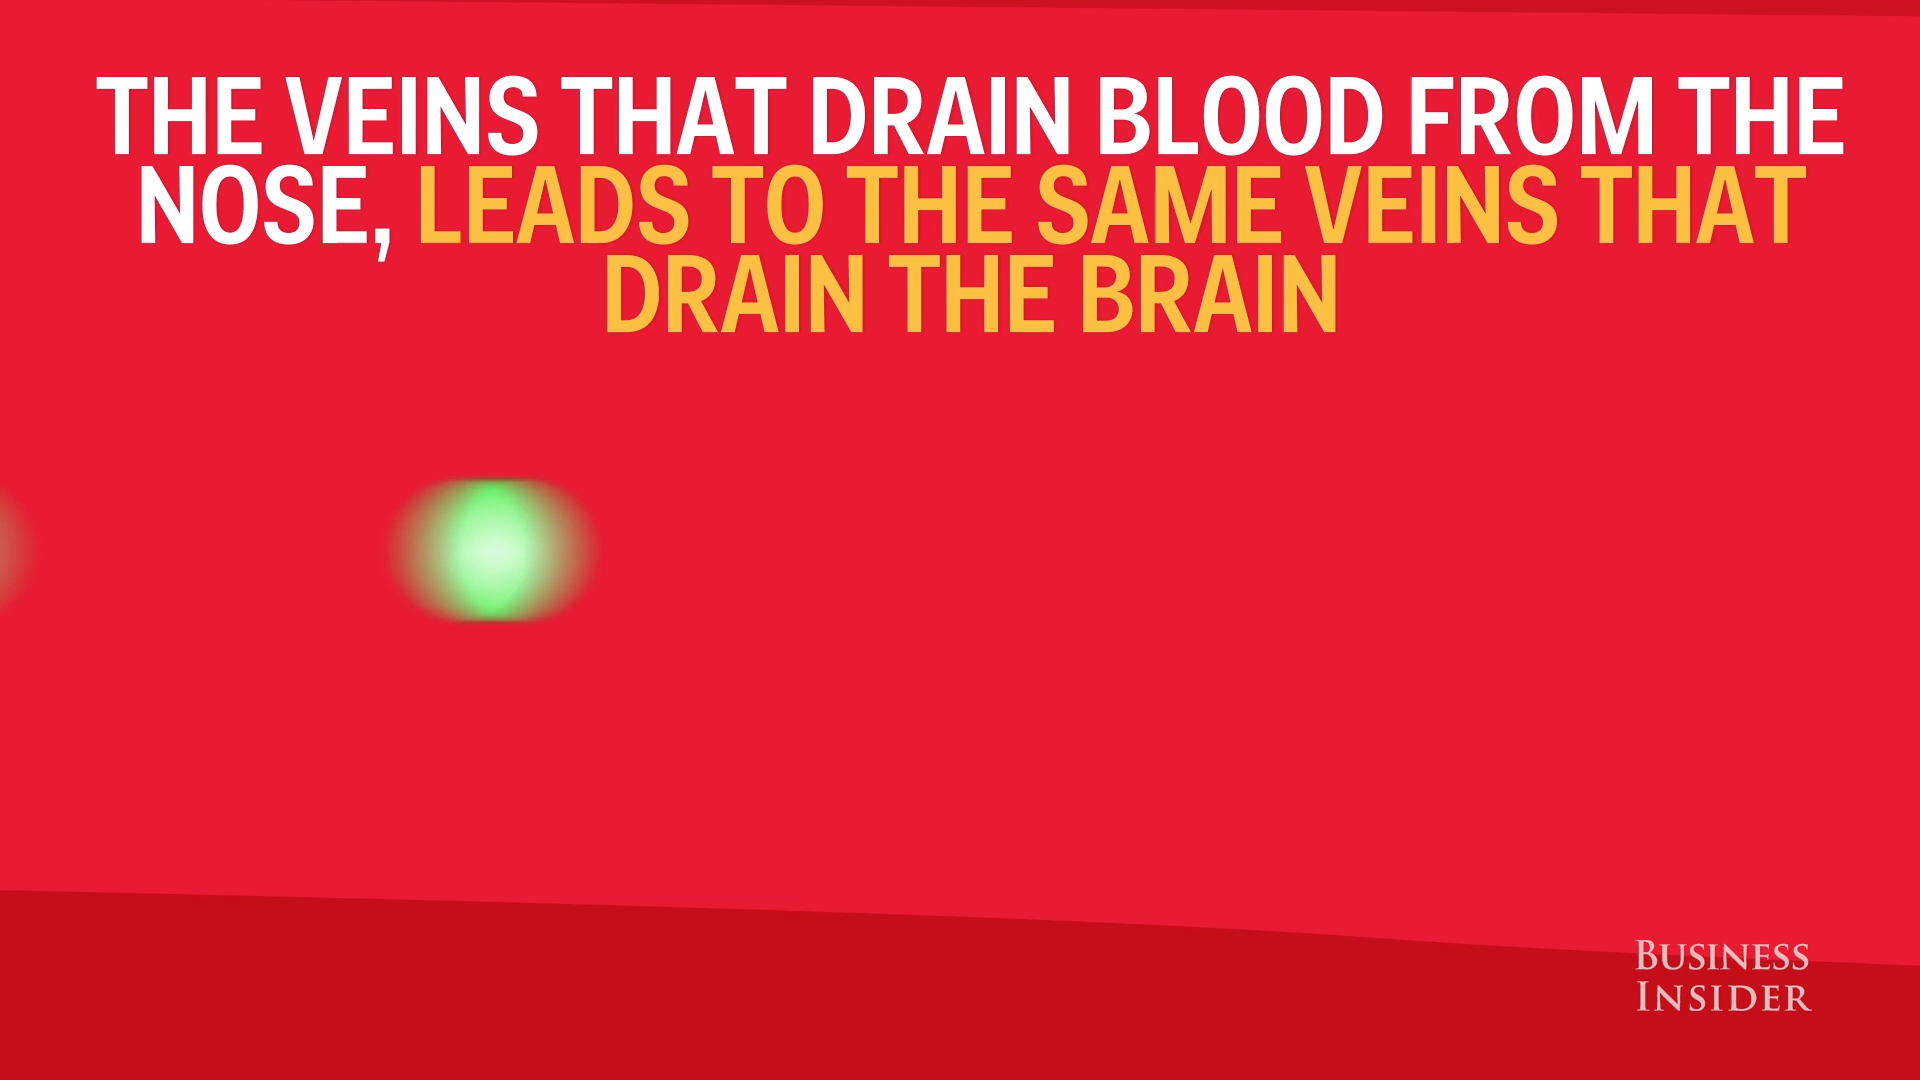 THE VEINS THAT DRAIN BLOOD FROM THE
NOSE, LEADS TO THE SAME VEINS THAT
DRAIN THE BRAIN
BUSINESS
INSIDER